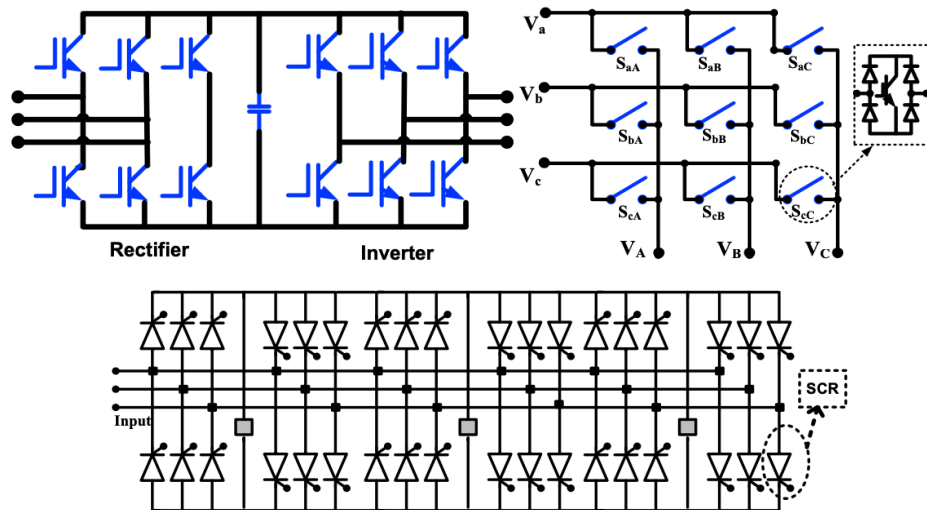 Va
Vb
Vc
SaA
SaB
SaC
SbA
SbB
SbC
ScA
ScB
ScC
VA
VB
VC
Rectifier
Inverter
Input
SCR